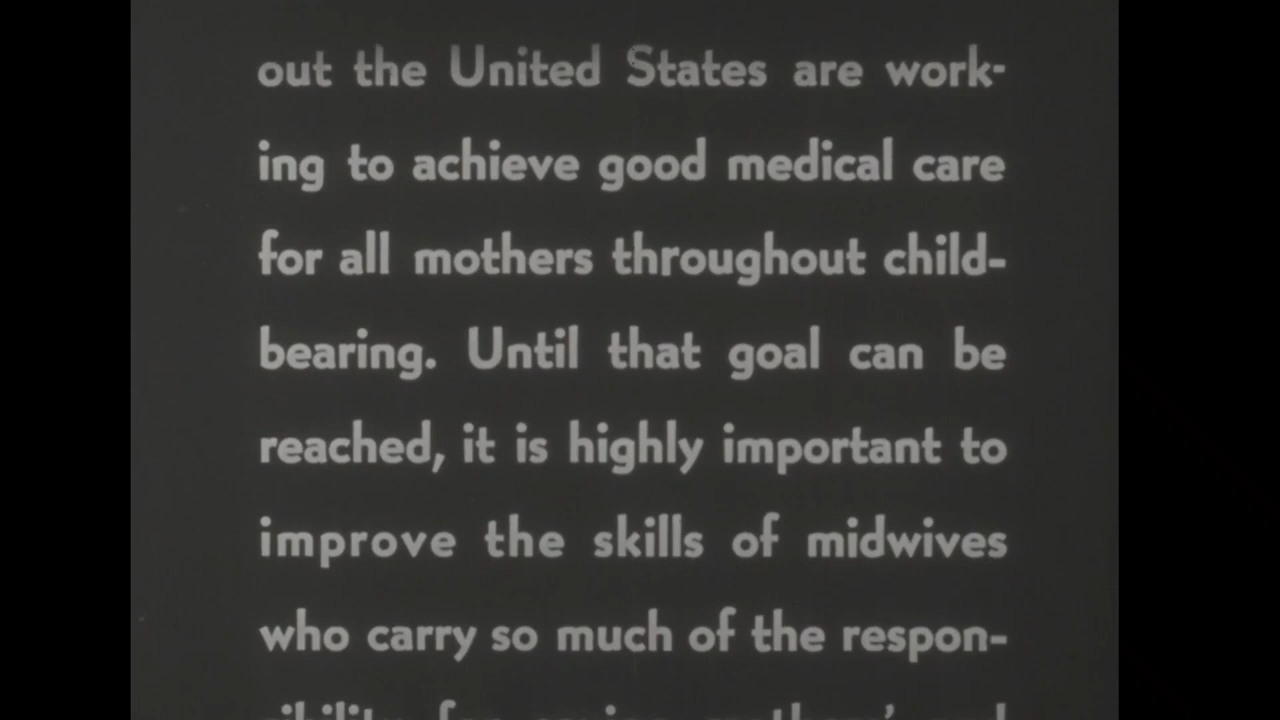 out the United States are work-
ing to achieve good medical care
for all mothers throughout child-
bearing. Until that goal can be
reached, it is highly important to
improve the skills of midwives
who carry so much of the respon-